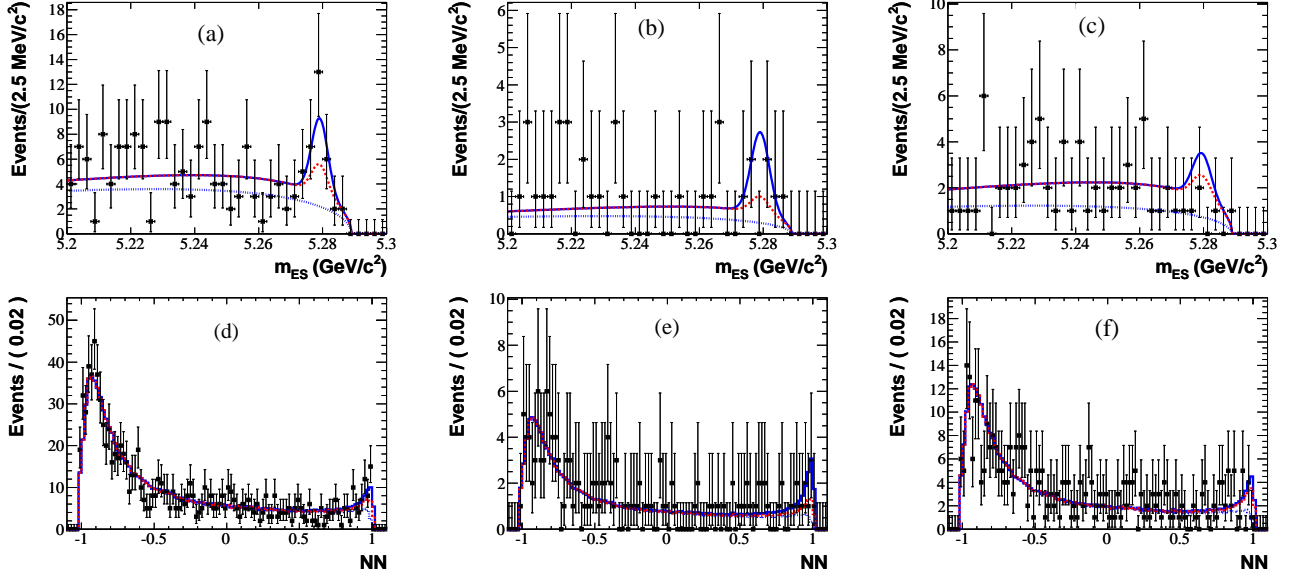 (a)
Events/(2.5 MeV/c²)
18
16
14
12
10
8
6
4
2
0
5.2 5.22 5.24 5.26 5.28 5.3
m_ES (GeV/c²)
(b)
Events/(2.5 MeV/c²)
6
5
4
3
2
1
0
5.2 5.22 5.24 5.26 5.28 5.3
m_ES (GeV/c²)
(c)
Events/(2.5 MeV/c²)
10
8
6
4
2
0
5.2 5.22 5.24 5.26 5.28 5.3
m_ES (GeV/c²)
(d)
Events / ( 0.02 )
50
40
30
20
10
0
-1 -0.5 0 0.5 1
NN
(e)
Events / ( 0.02 )
10
8
6
4
2
0
-1 -0.5 0 0.5 1
NN
(f)
Events / ( 0.02 )
18
16
14
12
10
8
6
4
2
0
-1 -0.5 0 0.5 1
NN